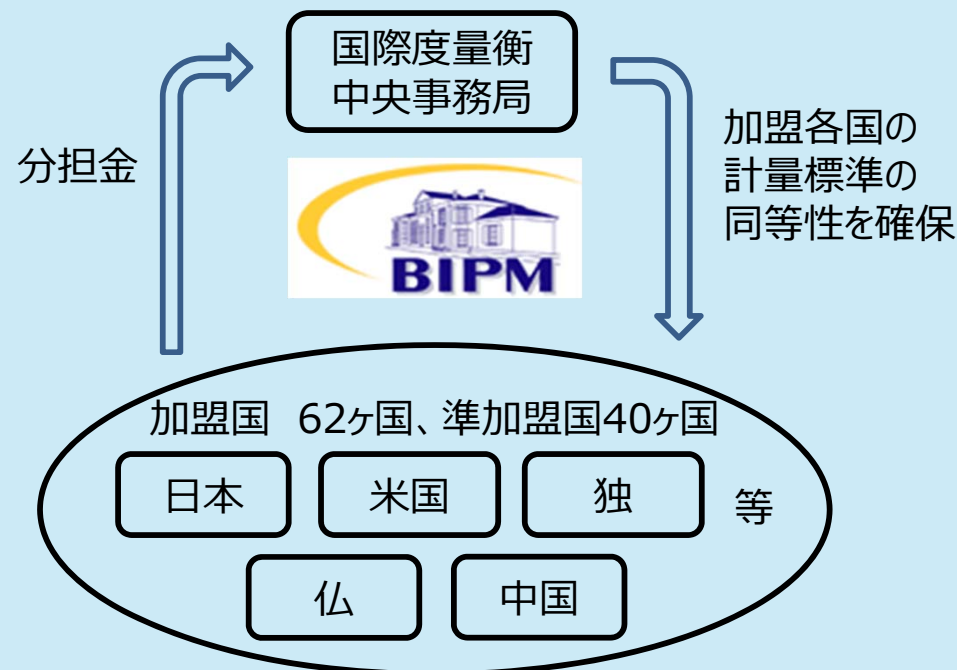 国際度量衡
中央事務局
分担金
加盟各国の
計量標準の
同等性を確保
BIPM
加盟国　62ヶ国、準加盟国40ヶ国
日本
米国
独
等
仏
中国